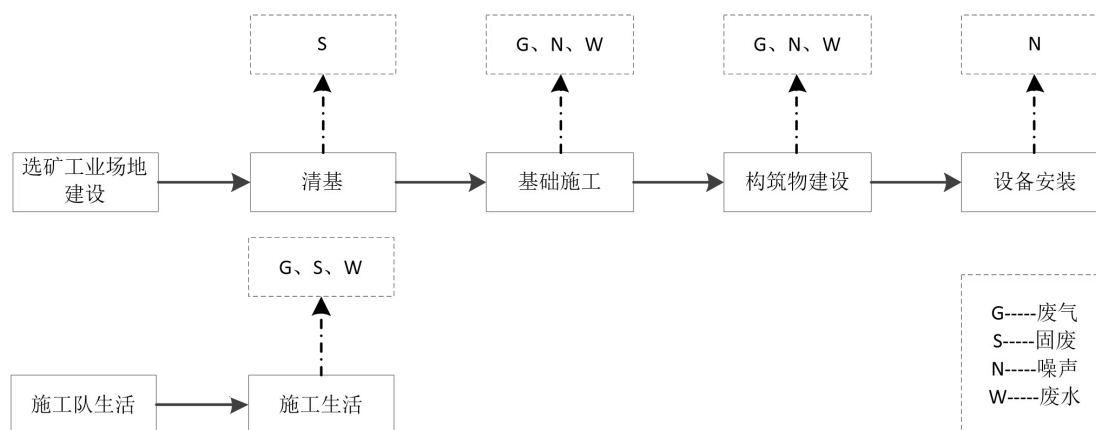 S
G、N、W
G、N、W
N
选矿工业场地
建设
清基
基础施工
构筑物建设
设备安装
G、S、W
G-----废气
S-----固废
N-----噪声
W-----废水
施工队生活
施工生活